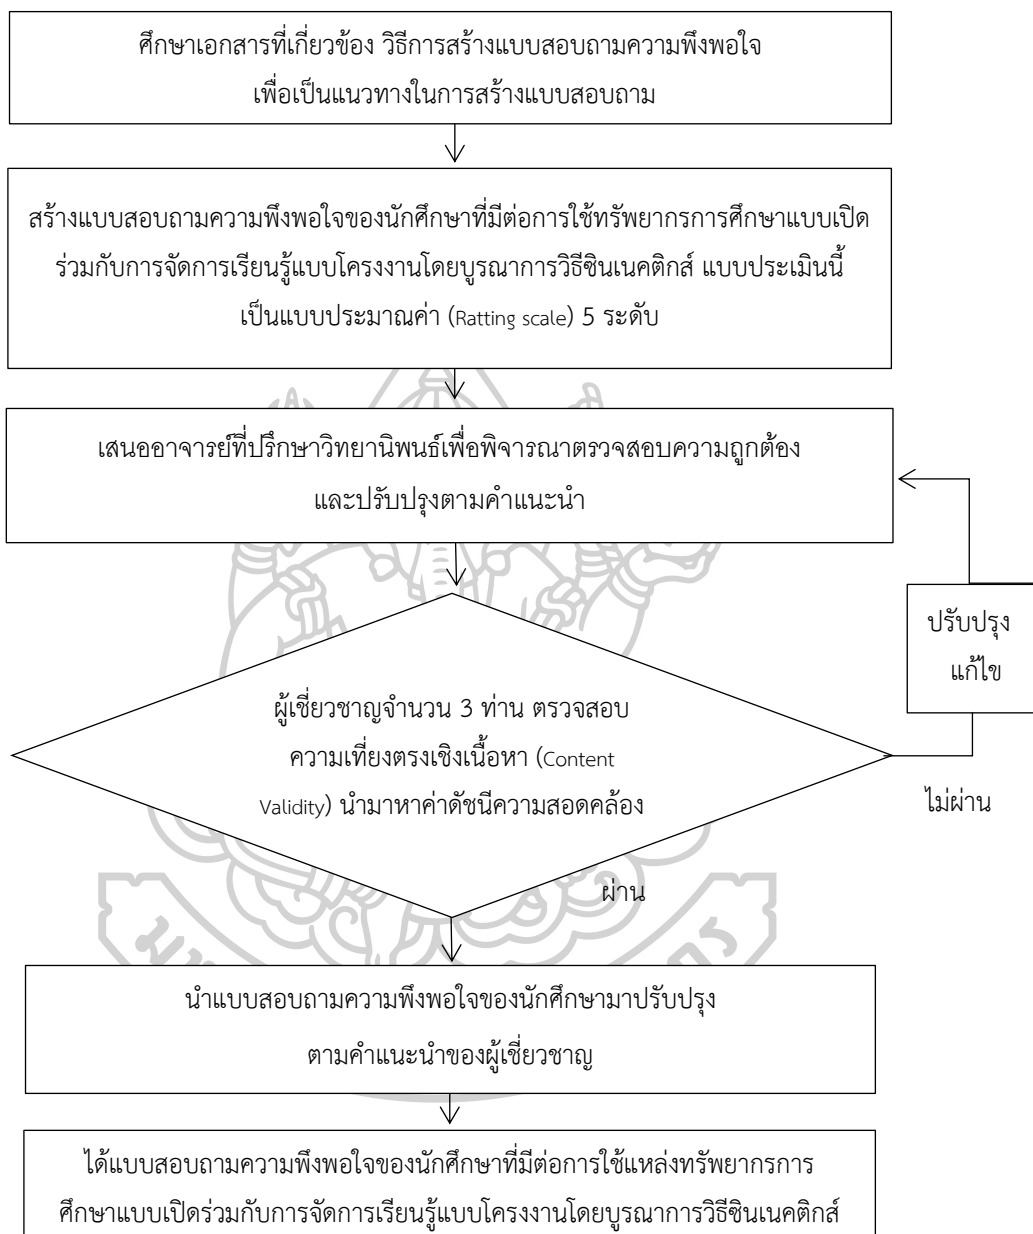 ศึกษาเอกสารที่เกี่ยวข้อง วิธีการสร้างแบบสอบถามความพึงพอใจ
เพื่อเป็นแนวทางในการสร้างแบบสอบถาม
สร้างแบบสอบถามความพึงพอใจของนักศึกษาที่มีต่อการใช้ทรัพยากรการศึกษาแบบเปิด
ร่วมกับการจัดการเรียนรู้แบบโครงงานโดยบูรณาการวิธีซินเนคติกส์ แบบประเมินนี้
เป็นแบบประมาณค่า (Ratting scale) 5 ระดับ
เสนออาจารย์ที่ปรึกษาวิทยานิพนธ์เพื่อพิจารณาตรวจสอบความถูกต้อง
และปรับปรุงตามคำแนะนำ
ปรับปรุง
แก้ไข
ผู้เชี่ยวชาญจำนวน 3 ท่าน ตรวจสอบ
ความเที่ยงตรงเชิงเนื้อหา (Content
Validity) นำมาหาค่าดัชนีความสอดคล้อง
ไม่ผ่าน
ผ่าน
นำแบบสอบถามความพึงพอใจของนักศึกษามาปรับปรุง
ตามคำแนะนำของผู้เชี่ยวชาญ
ได้แบบสอบถามความพึงพอใจของนักศึกษาที่มีต่อการใช้แหล่งทรัพยากรการ
ศึกษาแบบเปิดร่วมกับการจัดการเรียนรู้แบบโครงงานโดยบูรณาการวิธีซินเนคติกส์